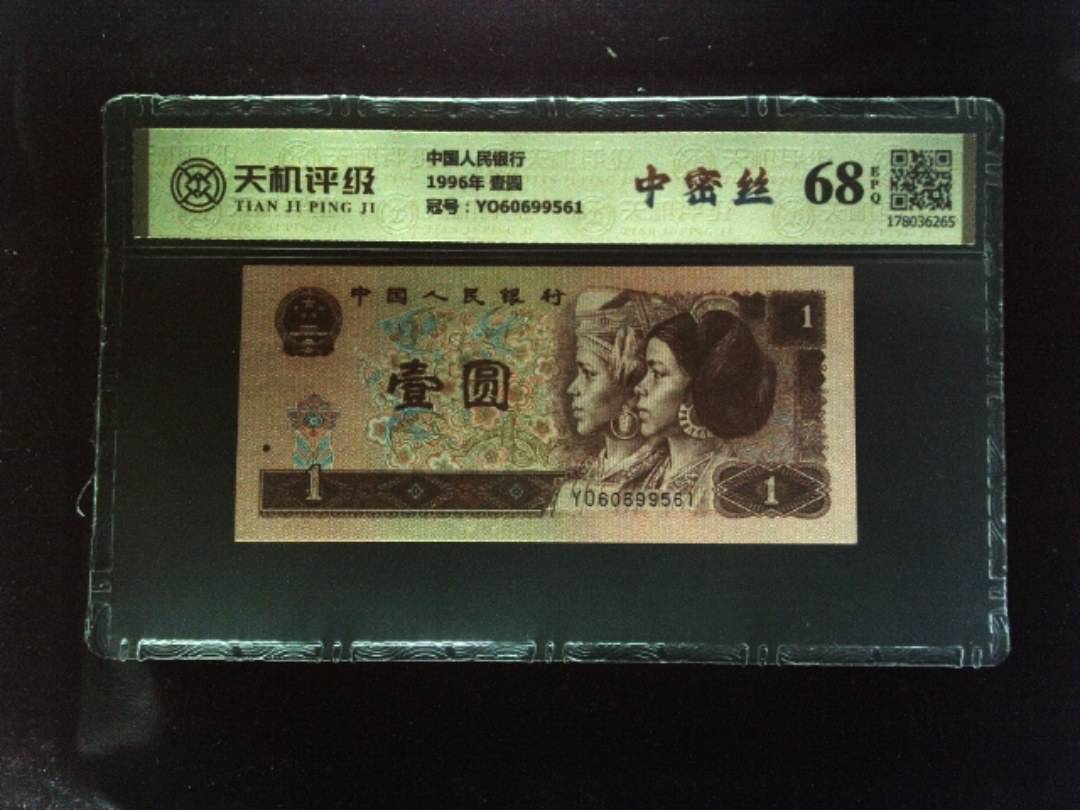 天机评级
TIAN JI PING JI
中国人民银行
1996年 壹圆
冠号：YO60699561
中密丝
68
EPQ
178036265
中国人民银行
1
壹圆
1
YO60699561
1